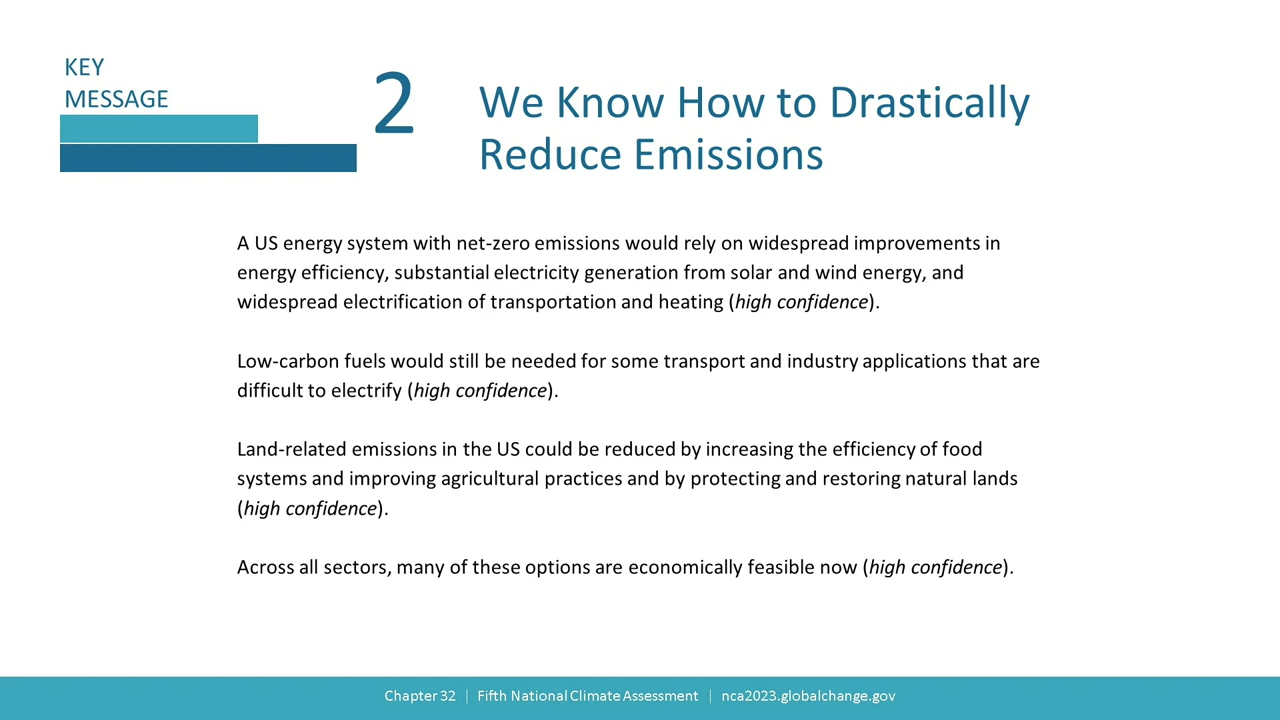 KEY
MESSAGE
2
We Know How to Drastically
Reduce Emissions
A US energy system with net-zero emissions would rely on widespread improvements in
energy efficiency, substantial electricity generation from solar and wind energy, and
widespread electrification of transportation and heating (high confidence).
Low-carbon fuels would still be needed for some transport and industry applications that are
difficult to electrify (high confidence).
Land-related emissions in the US could be reduced by increasing the efficiency of food
systems and improving agricultural practices and by protecting and restoring natural lands
(high confidence).
Across all sectors, many of these options are economically feasible now (high confidence).
Chapter 32 | Fifth National Climate Assessment | nca2023.globalchange.gov